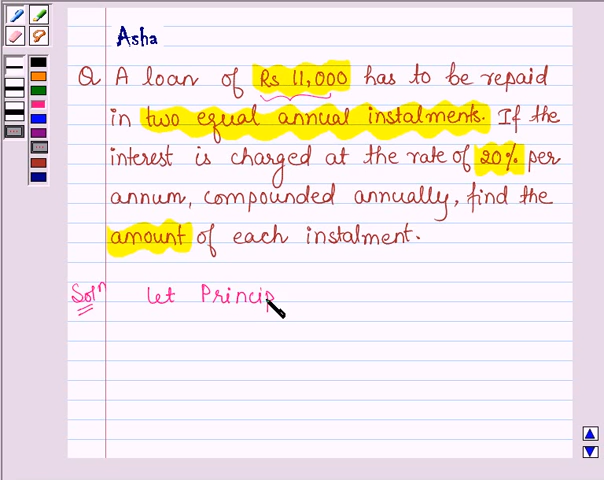 Asha
Q A loan of Rs 11,000 has to be repaid
in two equal annual instalments. If the
interest is charged at the rate of 20% per
annum, compounded annually, find the
amount of each instalment.
Solⁿ let Princip